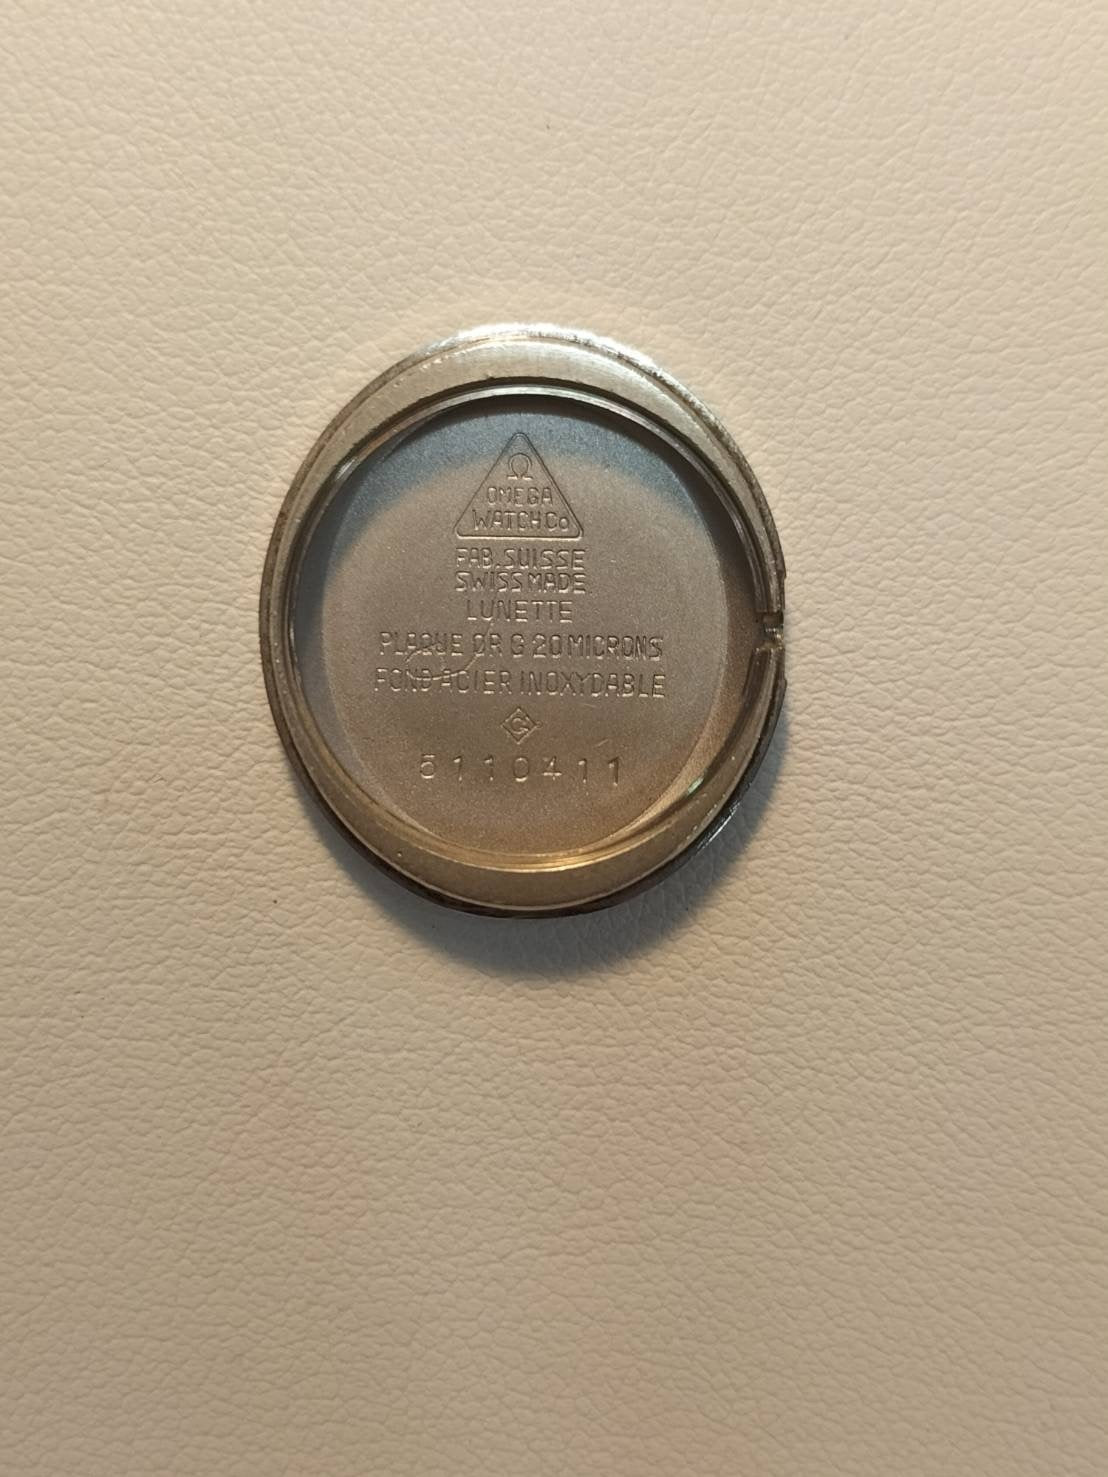 Ω
OMEGA
WATCH Co
FAB. SUISSE
SWISS MADE
LUNETTE
PLAQUE OR G 20 MICRONS
FOND ACIER INOXYDABLE
G
5110411